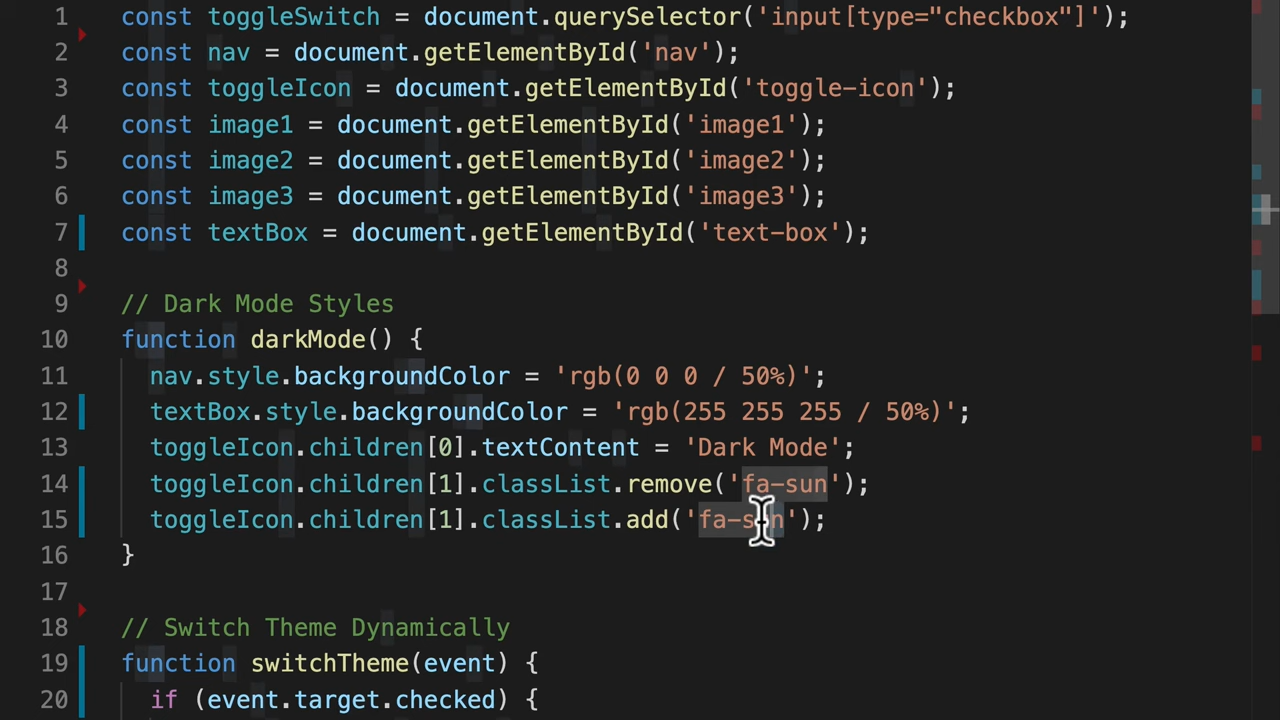 1 const toggleSwitch = document.querySelector('input[type="checkbox"]');
2 const nav = document.getElementById('nav');
3 const toggleIcon = document.getElementById('toggle-icon');
4 const image1 = document.getElementById('image1');
5 const image2 = document.getElementById('image2');
6 const image3 = document.getElementById('image3');
7 const textBox = document.getElementById('text-box');
8
9 // Dark Mode Styles
10 function darkMode() {
11 nav.style.backgroundColor = 'rgb(0 0 0 / 50%)';
12 textBox.style.backgroundColor = 'rgb(255 255 255 / 50%)';
13 toggleIcon.children[0].textContent = 'Dark Mode';
14 toggleIcon.children[1].classList.remove('fa-sun');
15 toggleIcon.children[1].classList.add('fa-sun');
16 }
17
18 // Switch Theme Dynamically
19 function switchTheme(event) {
20 if (event.target.checked) {